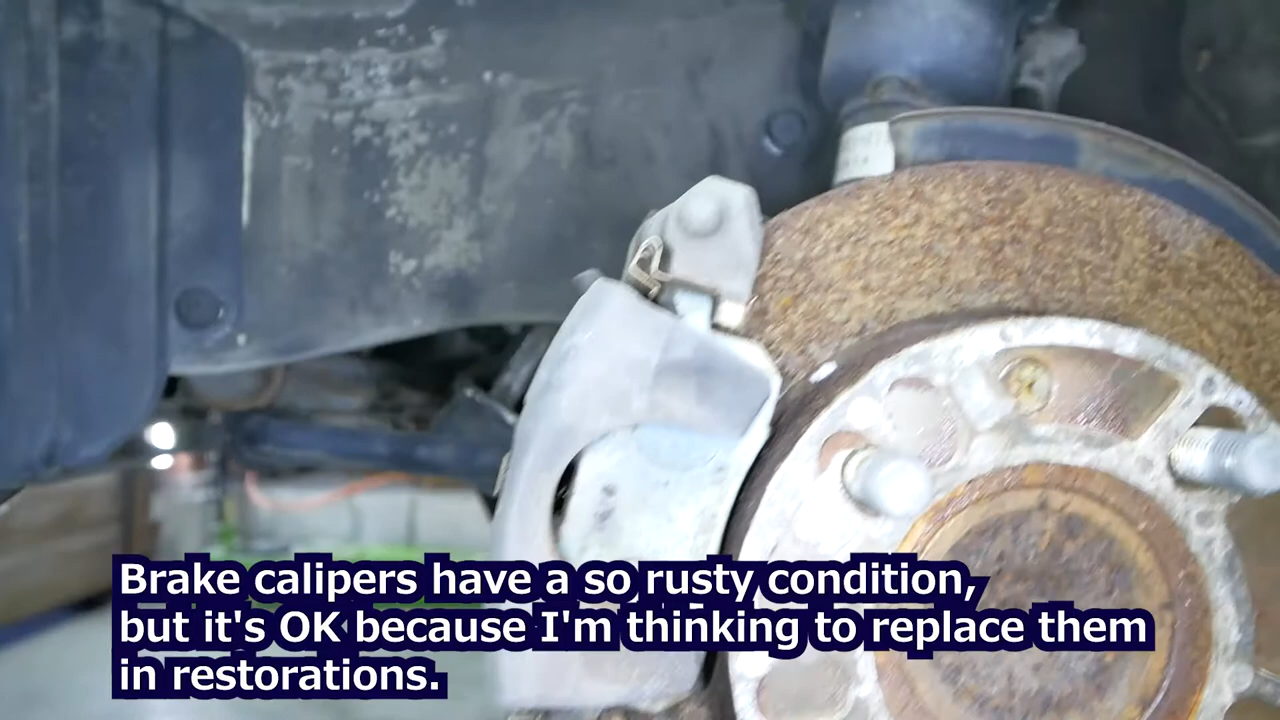 Brake calipers have a so rusty condition,
but it's OK because I'm thinking to replace them
in restorations.